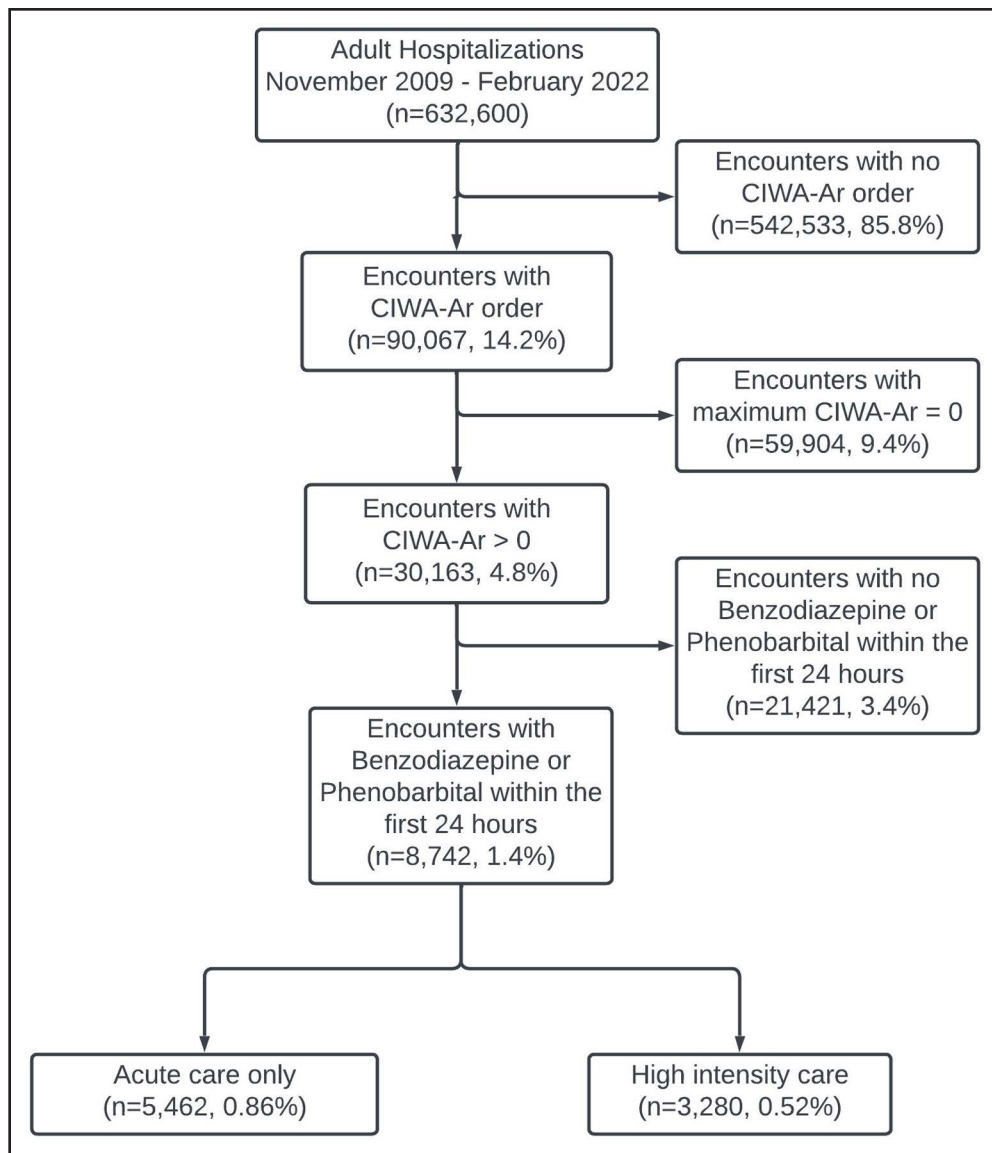 Adult Hospitalizations
November 2009 - February 2022
(n=632,600)
Encounters with no
CIWA-Ar order
(n=542,533, 85.8%)
Encounters with
CIWA-Ar order
(n=90,067, 14.2%)
Encounters with
maximum CIWA-Ar = 0
(n=59,904, 9.4%)
Encounters with
CIWA-Ar > 0
(n=30,163, 4.8%)
Encounters with no
Benzodiazepine or
Phenobarbital within the
first 24 hours
(n=21,421, 3.4%)
Encounters with
Benzodiazepine or
Phenobarbital within the
first 24 hours
(n=8,742, 1.4%)
Acute care only
(n=5,462, 0.86%)
High intensity care
(n=3,280, 0.52%)